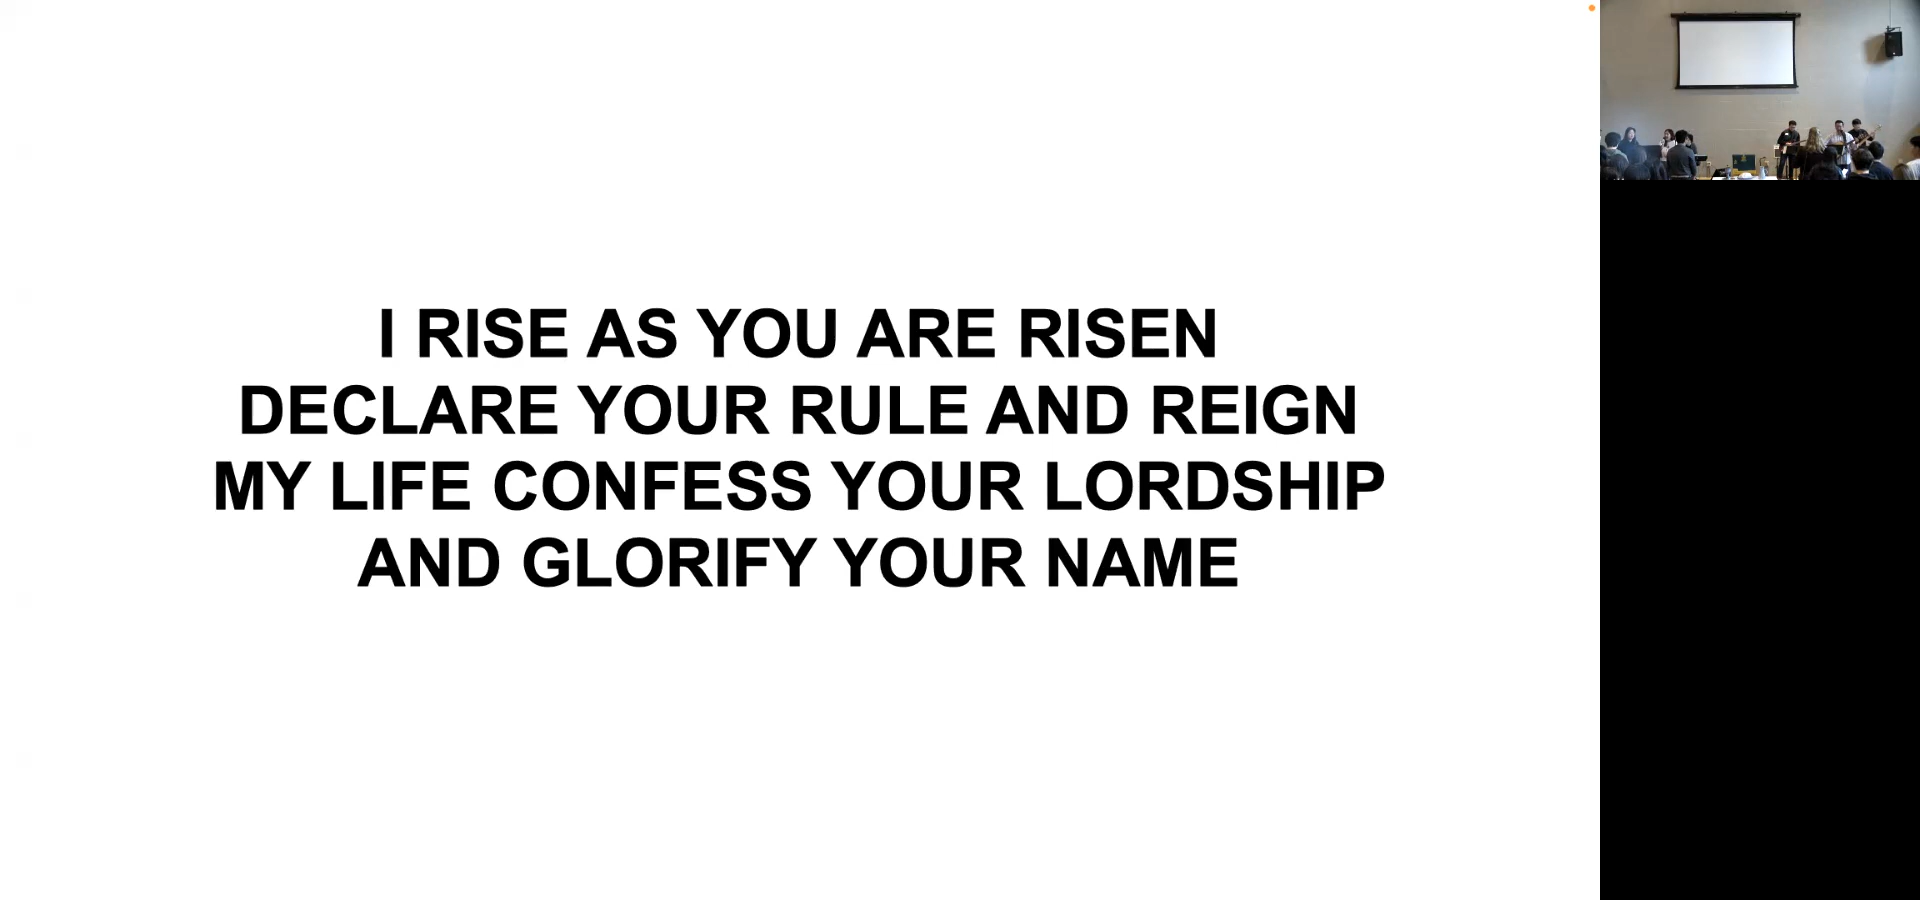 I RISE AS YOU ARE RISEN
DECLARE YOUR RULE AND REIGN
MY LIFE CONFESS YOUR LORDSHIP
AND GLORIFY YOUR NAME